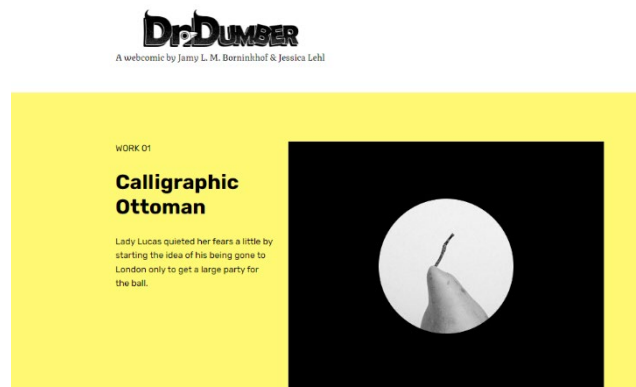 Dr.Dumber
A webcomic by Jamy L. M. Borninkhof & Jessica Lehl
WORK 01
Calligraphic
Ottoman
Lady Lucas quieted her fears a little by
starting the idea of his being gone to
London only to get a large party for
the ball.